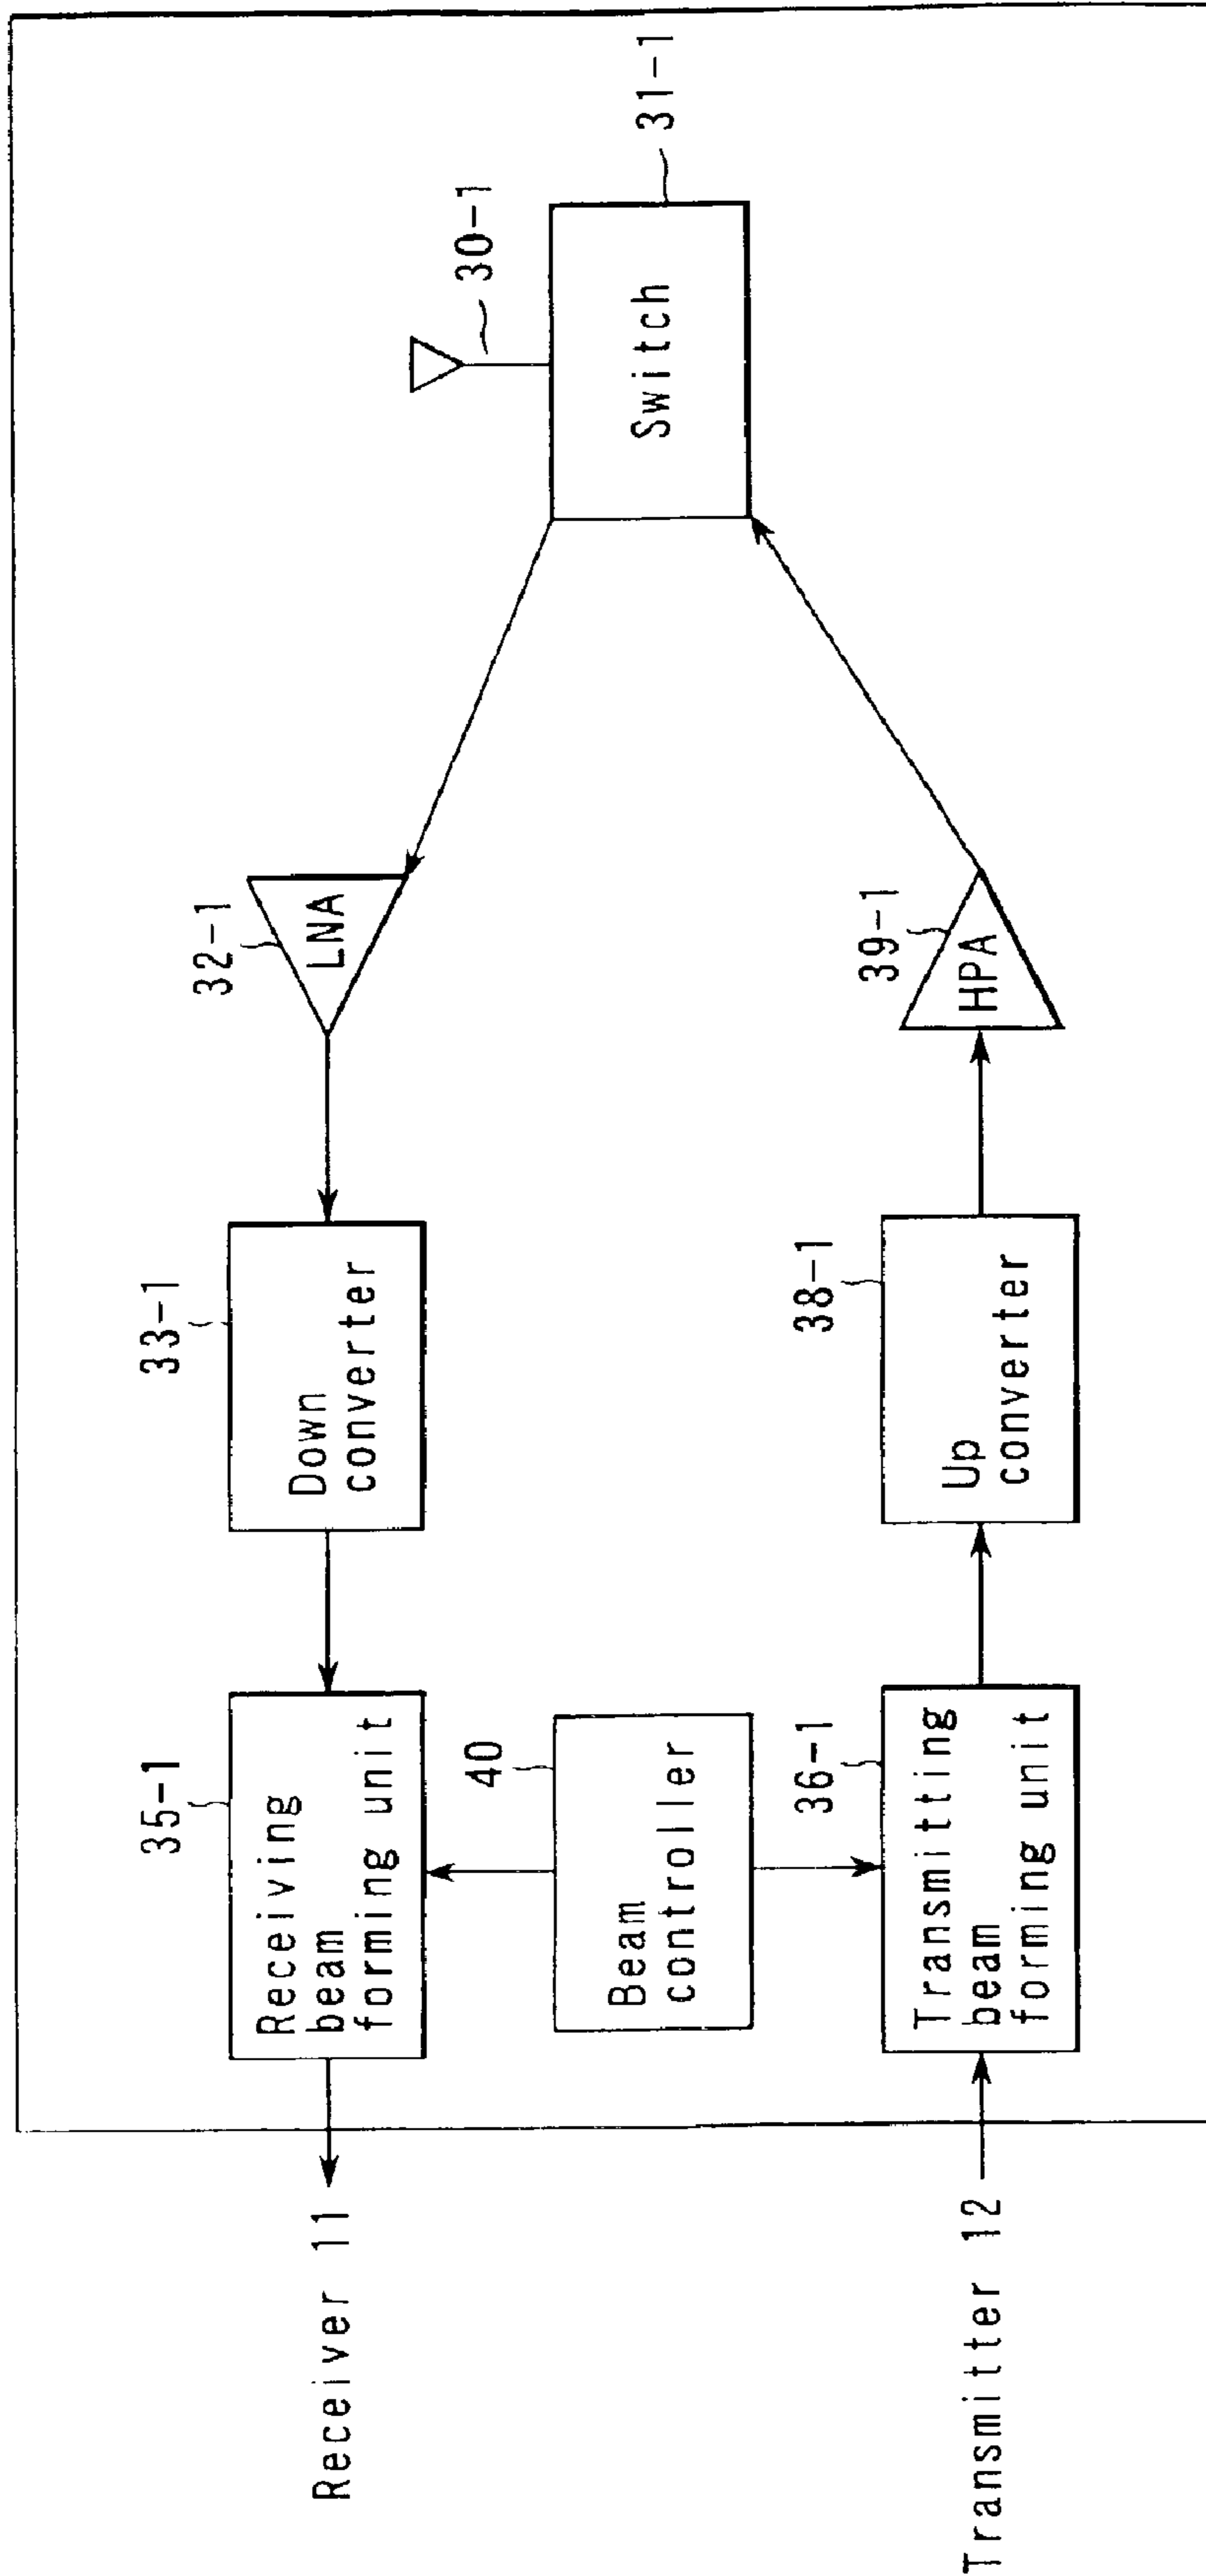 30-1
31-1
Switch
32-1
LNA
33-1
Down
converter
35-1
Receiving
beam
forming unit
Receiver 11
40
Beam
controller
39-1
HPA
38-1
Up
converter
36-1
Transmitting
beam
forming unit
Transmitter 12